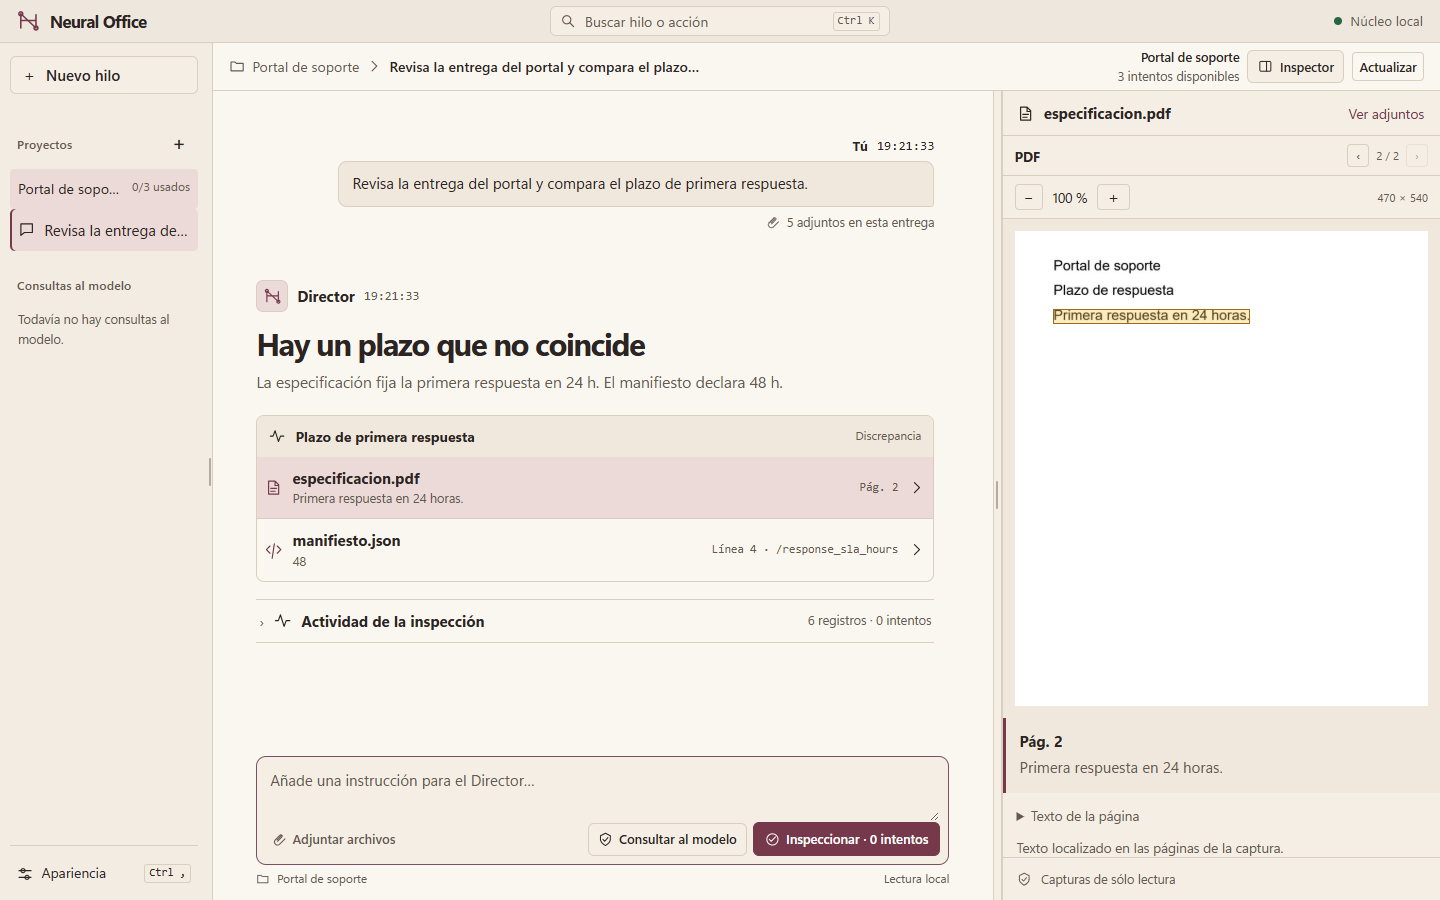 Neural Office
Buscar hilo o acción
Ctrl K
Núcleo local
+ Nuevo hilo
Proyectos
+
Portal de sopo...
0/3 usados
Revisa la entrega de...
Consultas al modelo
Todavía no hay consultas al
modelo.
Apariencia
Ctrl ,
Portal de soporte
Revisa la entrega del portal y compara el plazo...
Portal de soporte
3 intentos disponibles
Inspector
Actualizar
Tú 19:21:33
Revisa la entrega del portal y compara el plazo de primera respuesta.
5 adjuntos en esta entrega
Director 19:21:33
Hay un plazo que no coincide
La especificación fija la primera respuesta en 24 h. El manifiesto declara 48 h.
Plazo de primera respuesta
Discrepancia
especificacion.pdf
Primera respuesta en 24 horas.
Pág. 2
manifiesto.json
48
Línea 4 · /response_sla_hours
Actividad de la inspección
6 registros · 0 intentos
Añade una instrucción para el Director...
Adjuntar archivos
Consultar al modelo
Inspeccionar · 0 intentos
Portal de soporte
Lectura local
especificacion.pdf
Ver adjuntos
PDF
2 / 2
− 100 % +
470 × 540
Portal de soporte
Plazo de respuesta
Primera respuesta en 24 horas.
Pág. 2
Primera respuesta en 24 horas.
Texto de la página
Texto localizado en las páginas de la captura.
Capturas de sólo lectura